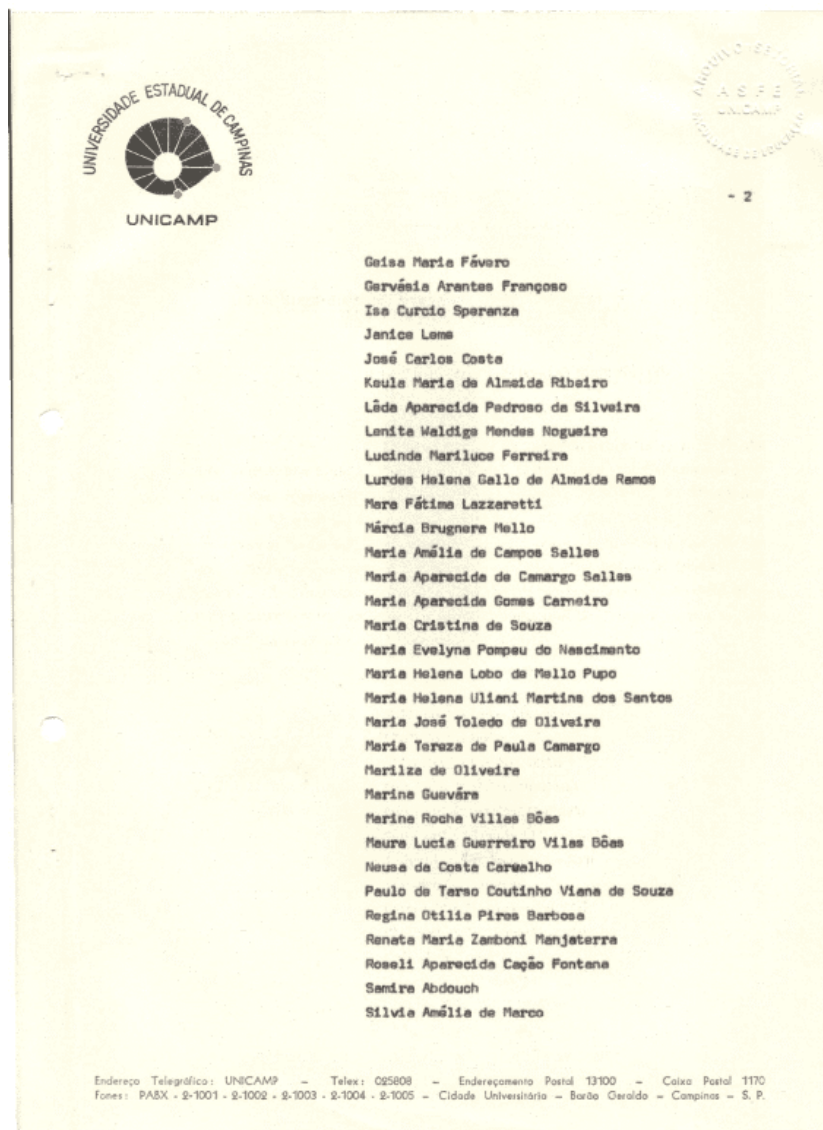 UNIVERSIDADE ESTADUAL DE CAMPINAS
UNICAMP
ARQUIVO SETORIAL
ASFE
UNICAMP
FACULDADE DE EDUCAÇÃO
- 2
Geisa Maria Fávero
Gervásia Arantes Françoso
Isa Curcio Speranza
Janice Leme
José Carlos Costa
Keula Maria de Almeida Ribeiro
Lêda Aparecida Pedroso da Silveira
Lenita Waldige Mendes Nogueira
Lucinda Mariluce Ferreira
Lurdes Helena Gallo de Almeida Ramos
Mara Fátima Lazzaretti
Márcia Brugnera Mello
Maria Amélia de Campos Salles
Maria Aparecida de Camargo Salles
Maria Aparecida Gomes Carneiro
Maria Cristina de Souza
Maria Evelyna Pompeu do Nascimento
Maria Helena Lobo de Mello Pupo
Maria Helena Uliani Martins dos Santos
Maria José Toledo de Oliveira
Maria Tereza de Paula Camargo
Marilza de Oliveira
Marina Guevára
Marina Rocha Villas Bôas
Maura Lucia Guerreiro Vilas Bôas
Neusa da Costa Carvalho
Paulo de Tarso Coutinho Viana de Souza
Regina Otilia Pires Barbosa
Renata Maria Zamboni Manjaterra
Roseli Aparecida Cação Fontana
Samira Abdouch
Silvia Amélia de Marco
Endereço Telegráfico: UNICAMP - Telex: 025808 - Endereçamento Postal 13100 - Caixa Postal 1170
Fones: PABX - 2-1001 - 2-1002 - 2-1003 - 2-1004 - 2-1005 - Cidade Universitária - Barão Geraldo - Campinas - S. P.